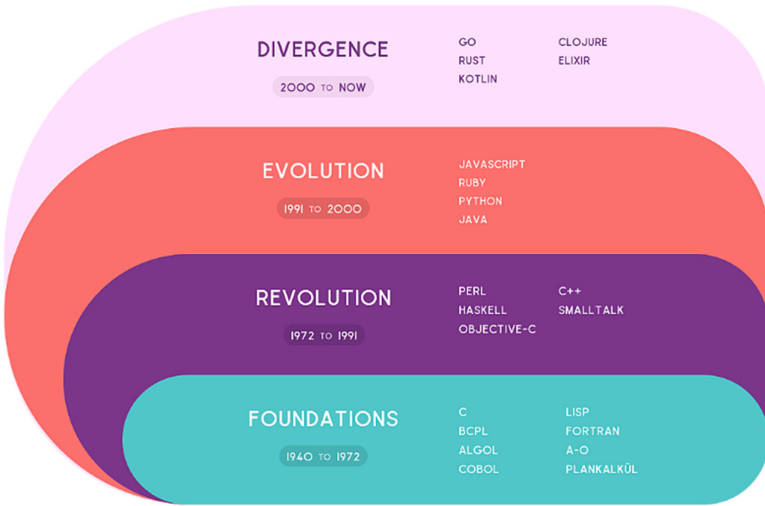 DIVERGENCE
2000 TO NOW
GO
RUST
KOTLIN
CLOJURE
ELIXIR
EVOLUTION
1991 TO 2000
JAVASCRIPT
RUBY
PYTHON
JAVA
REVOLUTION
1972 TO 1991
PERL
HASKELL
OBJECTIVE-C
C++
SMALLTALK
FOUNDATIONS
1940 TO 1972
C
BCPL
ALGOL
COBOL
LISP
FORTRAN
A-O
PLANKALKÜL